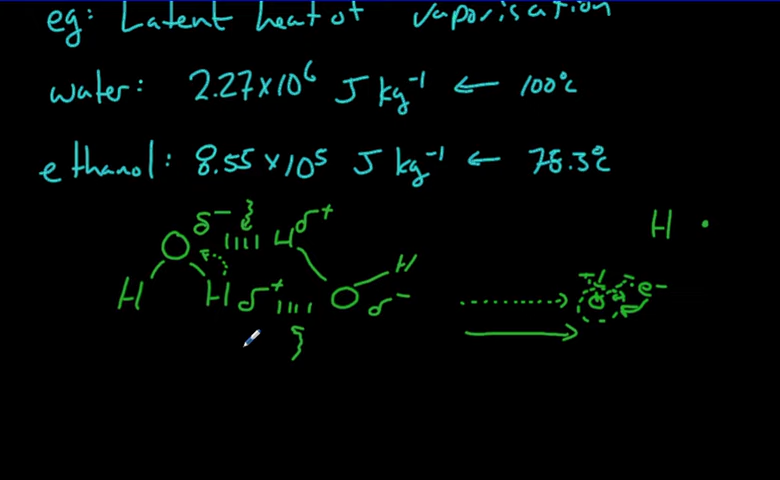 eg: Latent heat of vaporisation
water: 2.27×10⁶ J kg⁻¹ ← 100°c
ethanol: 8.55×10⁵ J kg⁻¹ ← 78.3°c
δ⁻ δ⁺
O H H
H H δ⁺ O δ⁻ e⁻
H